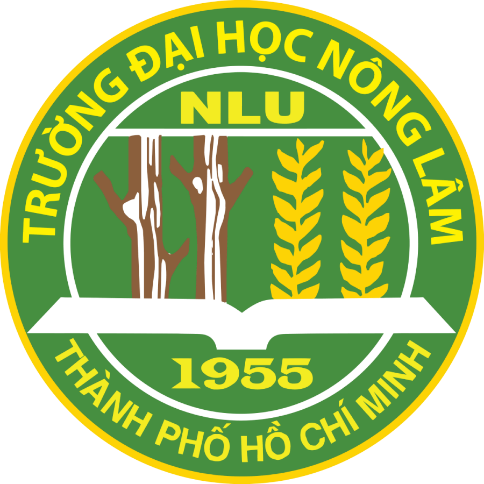 TRƯỜNG ĐẠI HỌC NÔNG LÂM
NLU
1955
THÀNH PHỐ HỒ CHÍ MINH